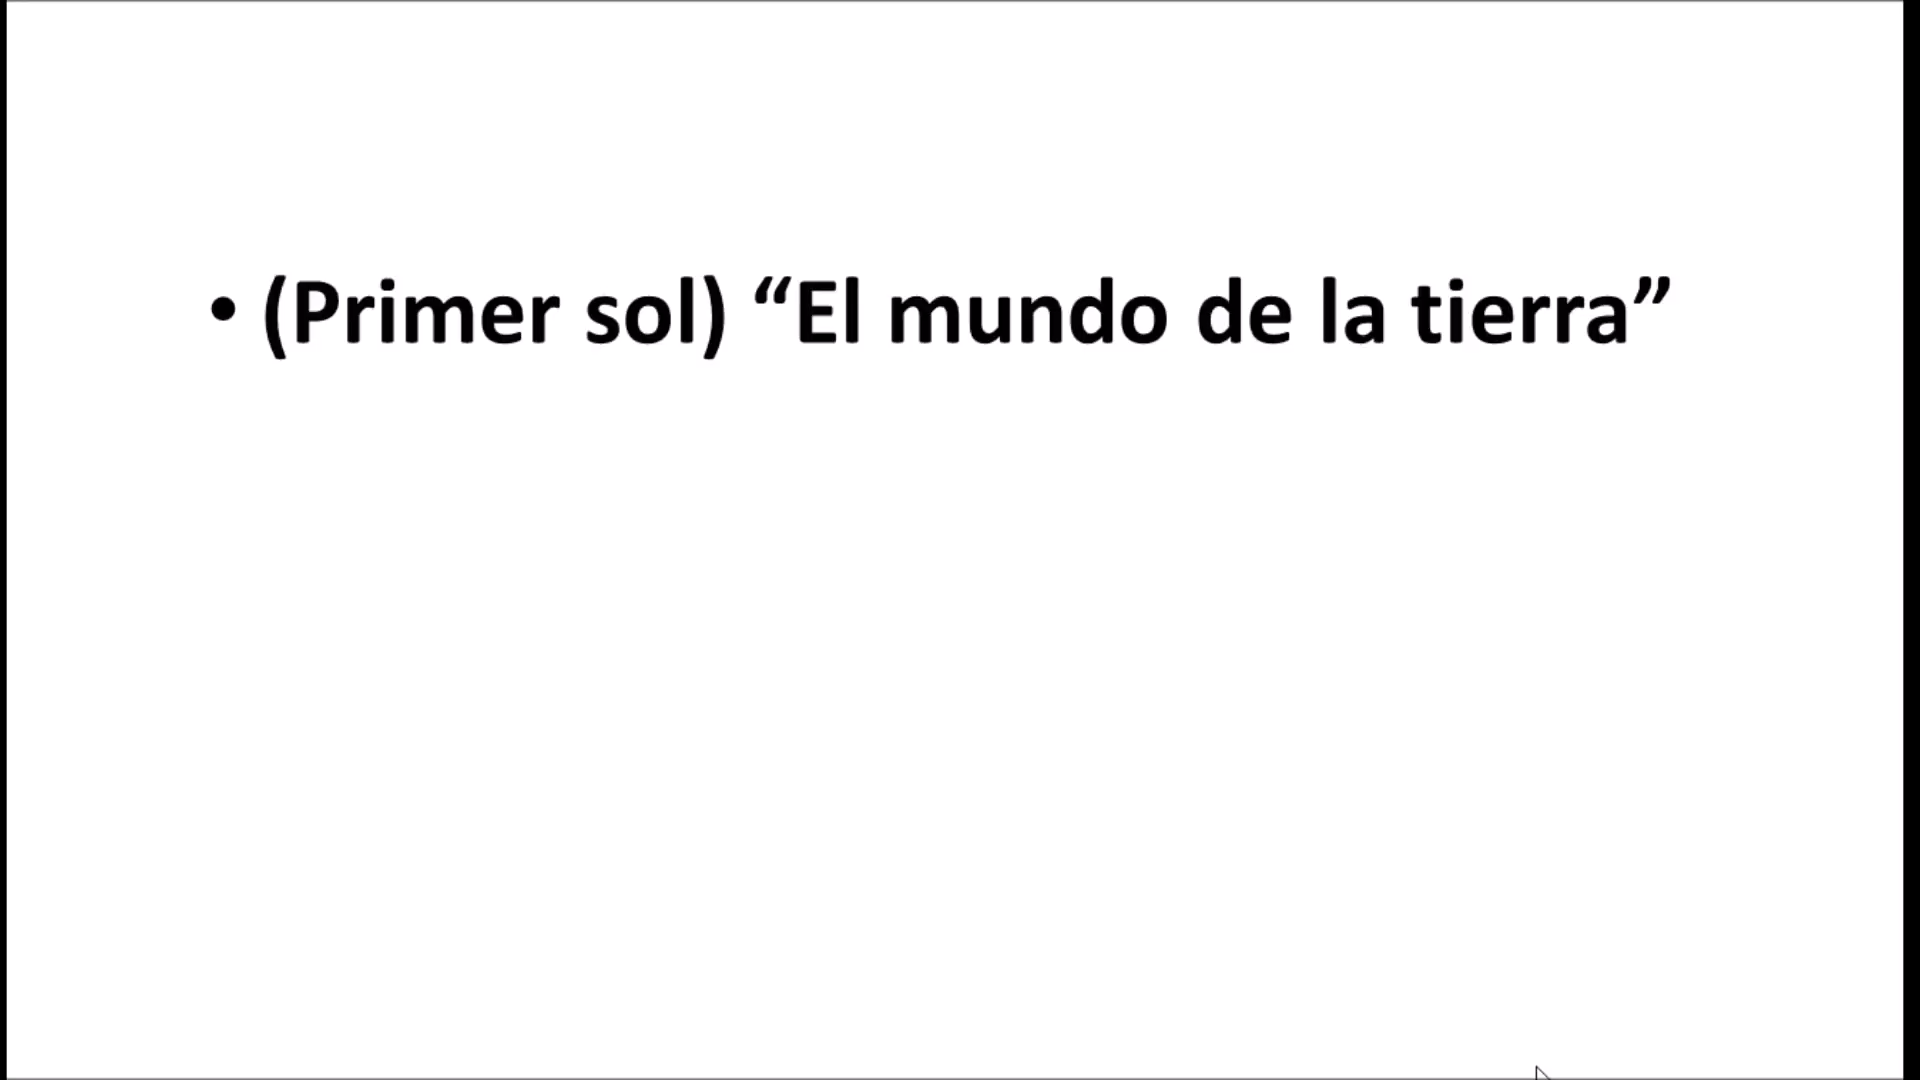 • (Primer sol) “El mundo de la tierra”